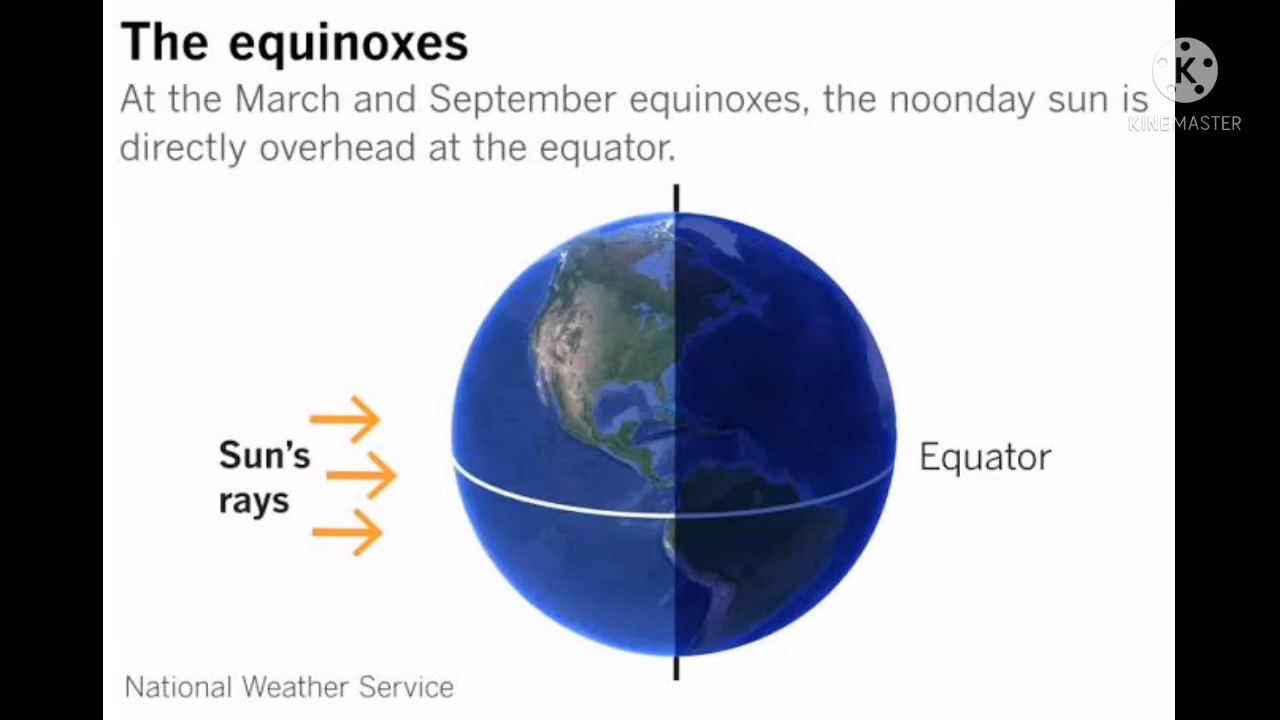 The equinoxes
At the March and September equinoxes, the noonday sun is
directly overhead at the equator.
K
KINEMASTER
Sun's
rays
Equator
National Weather Service